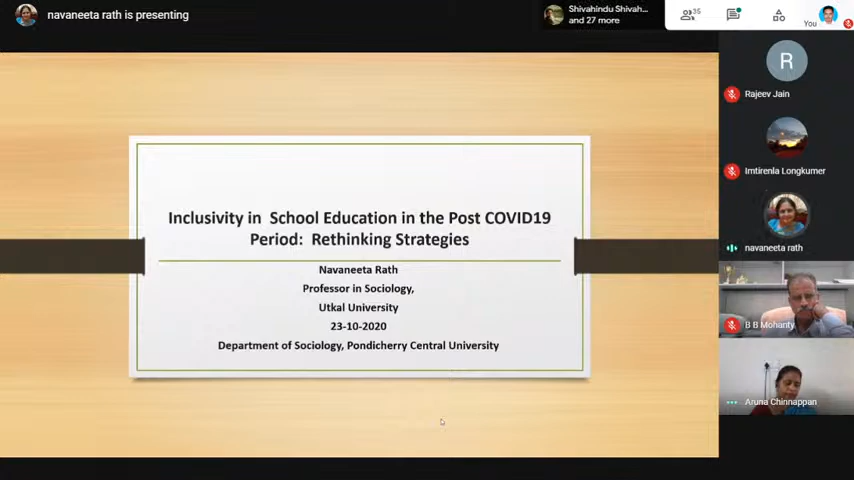 navaneeta rath is presenting
Shivahindu Shivah...
and 27 more
35
You
R
Rajeev Jain
Imtirenla Longkumer
navaneeta rath
B B Mohanty
Aruna Chinnappan
Inclusivity in School Education in the Post COVID19
Period: Rethinking Strategies
Navaneeta Rath
Professor in Sociology,
Utkal University
23-10-2020
Department of Sociology, Pondicherry Central University